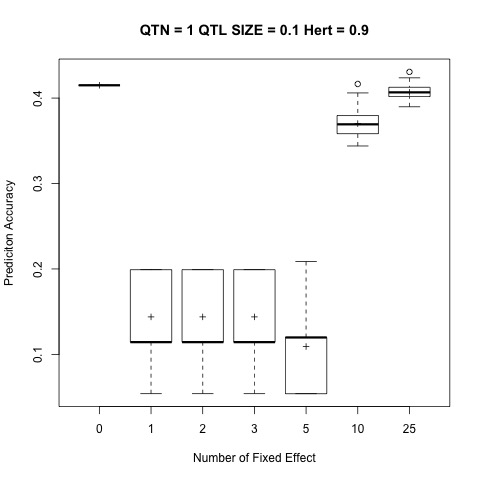 QTN = 1 QTL SIZE = 0.1 Hert = 0.9
Prediciton Accuracy
0.4
0.3
0.2
0.1
0 1 2 3 5 10 25
Number of Fixed Effect